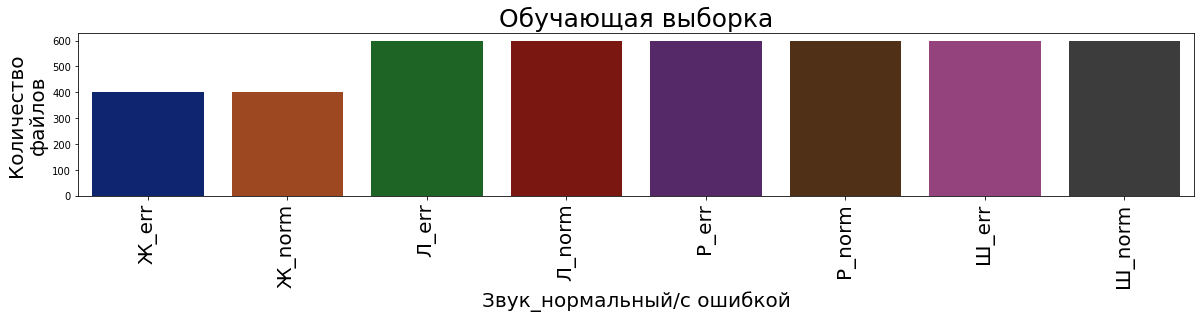 Обучающая выборка
Количество
файлов
600
500
400
300
200
100
0
Ж_err
Ж_norm
Л_err
Л_norm
Р_err
Р_norm
Ш_err
Ш_norm
Звук_нормальный/с ошибкой